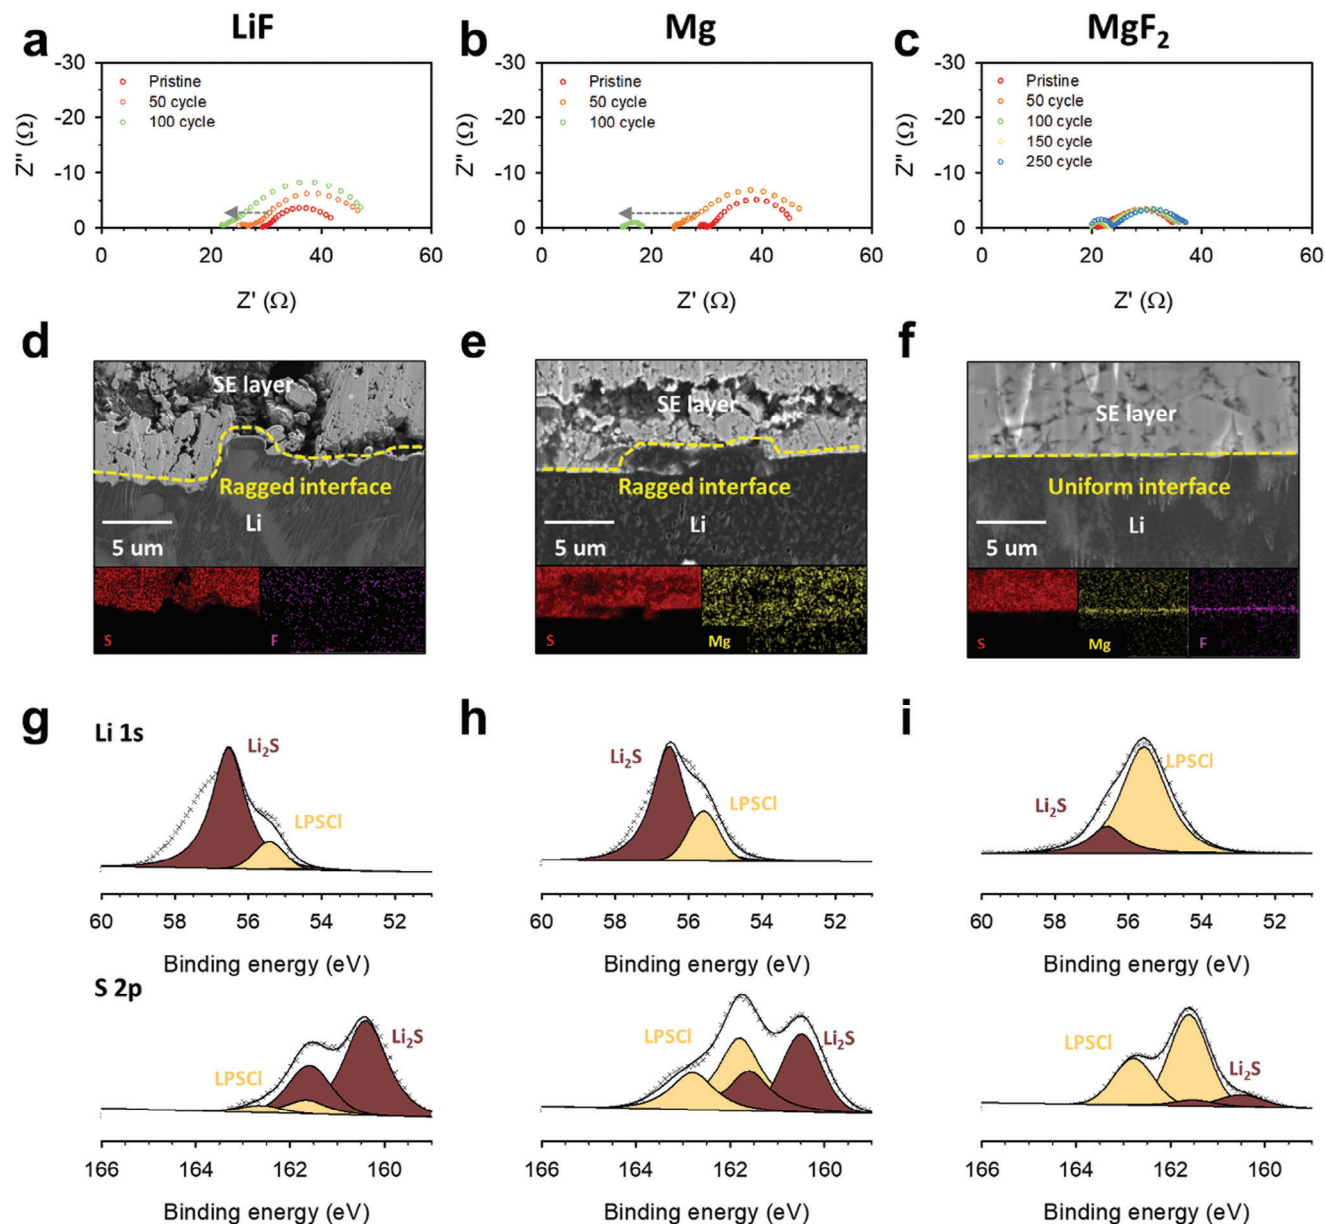 LiF
Mg
MgF2
a
b
c
-30
-20
-10
0
Z'' (Ω)
Pristine
50 cycle
100 cycle
0
20
40
60
Z' (Ω)
-30
-20
-10
0
Z'' (Ω)
Pristine
50 cycle
100 cycle
0
20
40
60
Z' (Ω)
-30
-20
-10
0
Z'' (Ω)
Pristine
50 cycle
100 cycle
150 cycle
250 cycle
0
20
40
60
Z' (Ω)
d
SE layer
Ragged interface
Li
5 um
S
F
e
SE layer
Ragged interface
Li
5 um
S
Mg
f
SE layer
Uniform interface
Li
5 um
S
Mg
F
g
Li 1s
Li2S
LPSCl
60 58 56 54 52
Binding energy (eV)
h
Li2S
LPSCl
60 58 56 54 52
Binding energy (eV)
i
LPSCl
Li2S
60 58 56 54 52
Binding energy (eV)
S 2p
Li2S
LPSCl
166 164 162 160
Binding energy (eV)
LPSCl
Li2S
166 164 162 160
Binding energy (eV)
LPSCl
Li2S
166 164 162 160
Binding energy (eV)